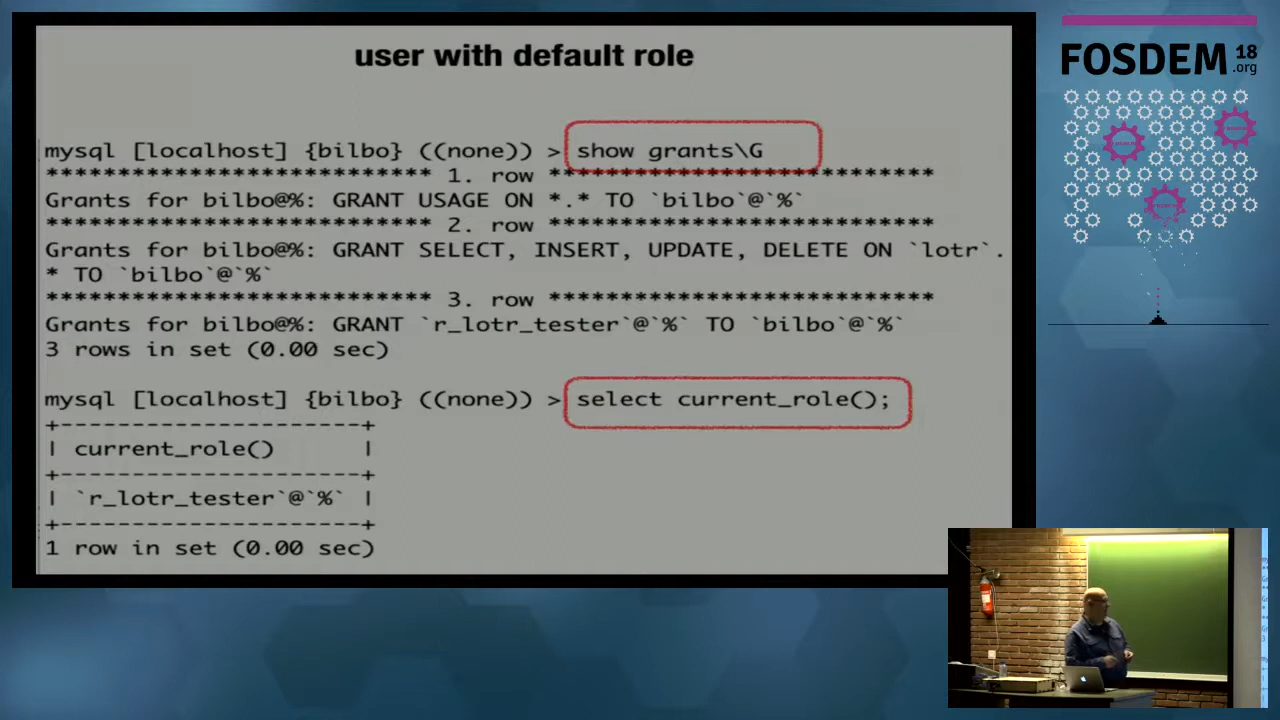 user with default role
mysql [localhost] {bilbo} ((none)) > show grants\G
*************************** 1. row ***************************
Grants for bilbo@%: GRANT USAGE ON *.* TO `bilbo`@`%`
*************************** 2. row ***************************
Grants for bilbo@%: GRANT SELECT, INSERT, UPDATE, DELETE ON `lotr`.
* TO `bilbo`@`%`
*************************** 3. row ***************************
Grants for bilbo@%: GRANT `r_lotr_tester`@`%` TO `bilbo`@`%`
3 rows in set (0.00 sec)
mysql [localhost] {bilbo} ((none)) > select current_role();
+----------------------+
| current_role()       |
+----------------------+
| `r_lotr_tester`@`%` |
+----------------------+
1 row in set (0.00 sec)
FOSDEM 18
.org